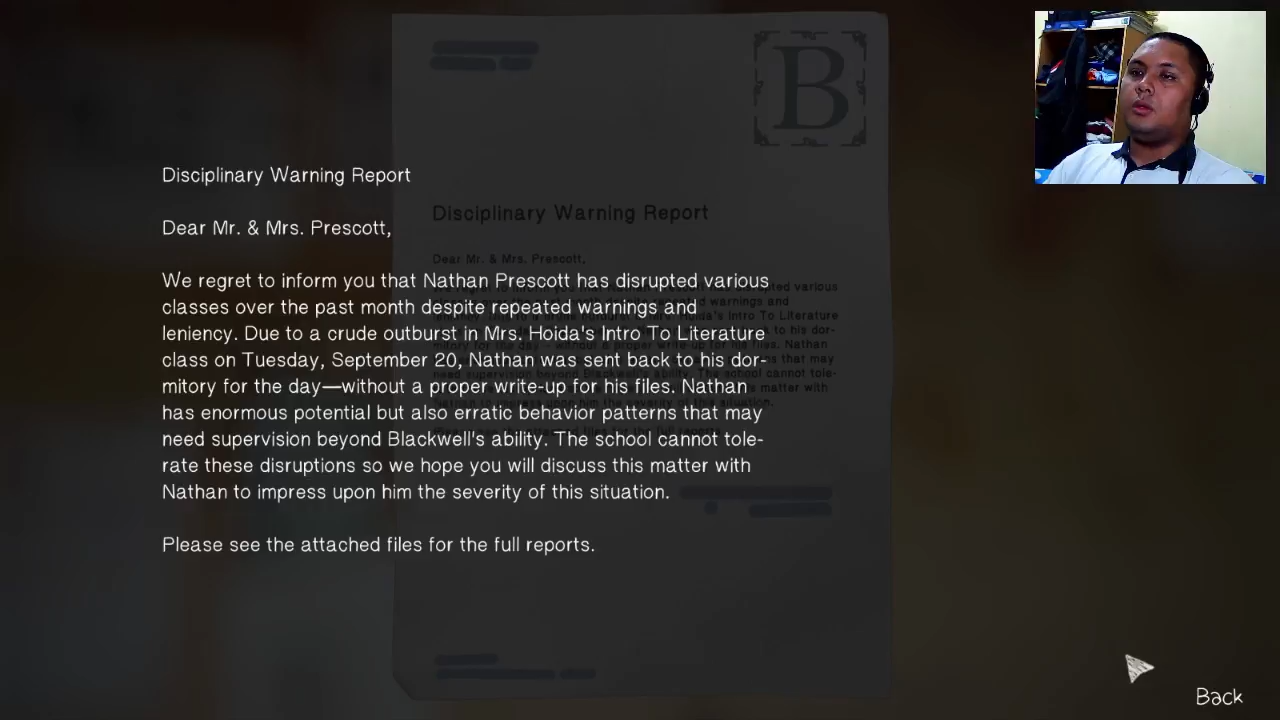 B
Disciplinary Warning Report
Disciplinary Warning Report
Dear Mr. & Mrs. Prescott,
Dear Mr. & Mrs. Prescott,
We regret to inform you that Nathan Prescott has disrupted various
classes over the past month despite repeated warnings and
leniency. Due to a crude outburst in Mrs. Hoida's Intro To Literature
class on Tuesday, September 20, Nathan was sent back to his dor-
mitory for the day—without a proper write-up for his files. Nathan
has enormous potential but also erratic behavior patterns that may
need supervision beyond Blackwell's ability. The school cannot tole-
rate these disruptions so we hope you will discuss this matter with
Nathan to impress upon him the severity of this situation.
Please see the attached files for the full reports.
Back